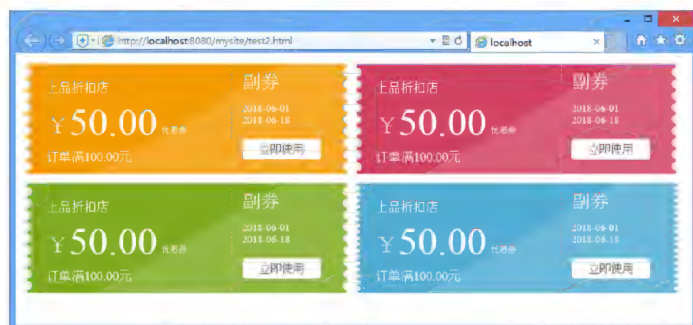 http://localhost:8080/mysite/test2.html
localhost
上品折扣店
¥50.00 优惠券
订单满100.00元
副券
2018-06-01
2018-06-18
立即使用
上品折扣店
¥50.00 优惠券
订单满100.00元
副券
2018-06-01
2018-06-18
立即使用
上品折扣店
¥50.00 优惠券
订单满100.00元
副券
2018-06-01
2018-06-18
立即使用
上品折扣店
¥50.00 优惠券
订单满100.00元
副券
2018-06-01
2018-06-18
立即使用